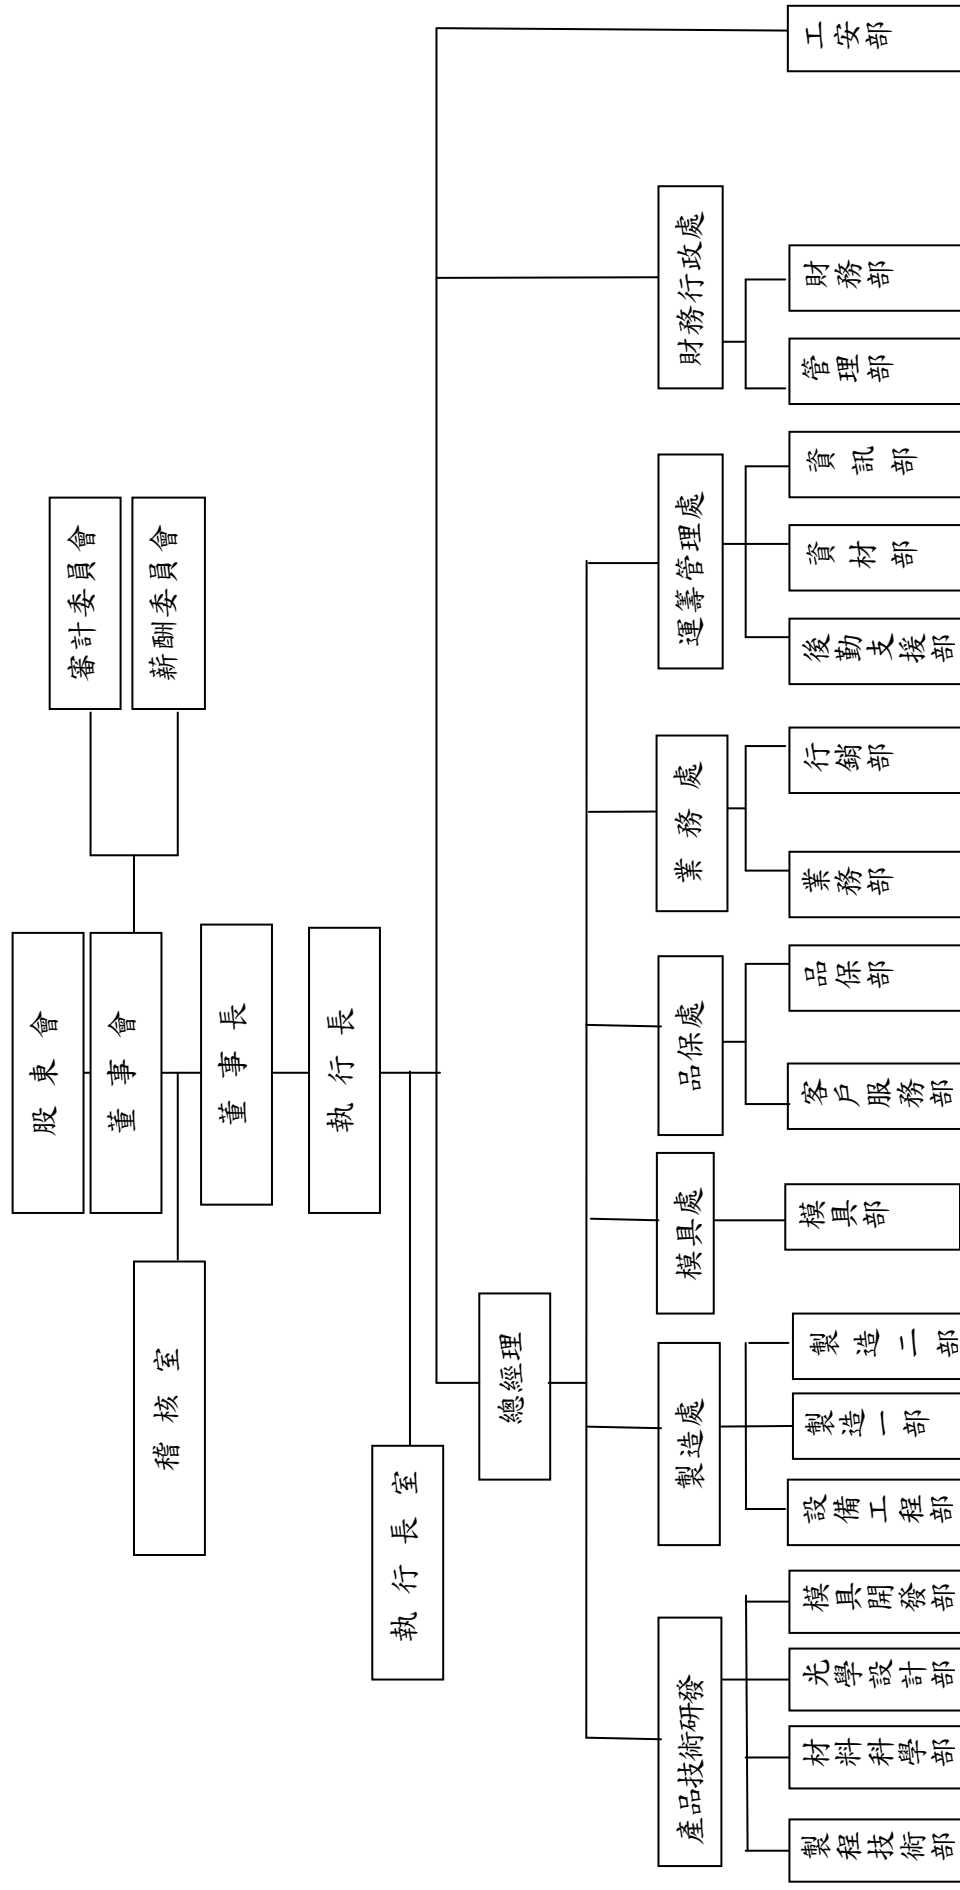 股東會
董事會
審計委員會
薪酬委員會
稽核室
董事長
執行長
執行長室
總經理
產品技術研發
製造處
模具處
品保處
業務處
運籌管理處
財務行政處
製程技術部
材料科學部
光學設計部
模具開發部
設備工程部
製造一部
製造二部
模具部
客戶服務部
品保部
業務部
行銷部
後勤支援部
資材部
資訊部
管理部
財務部
工安部